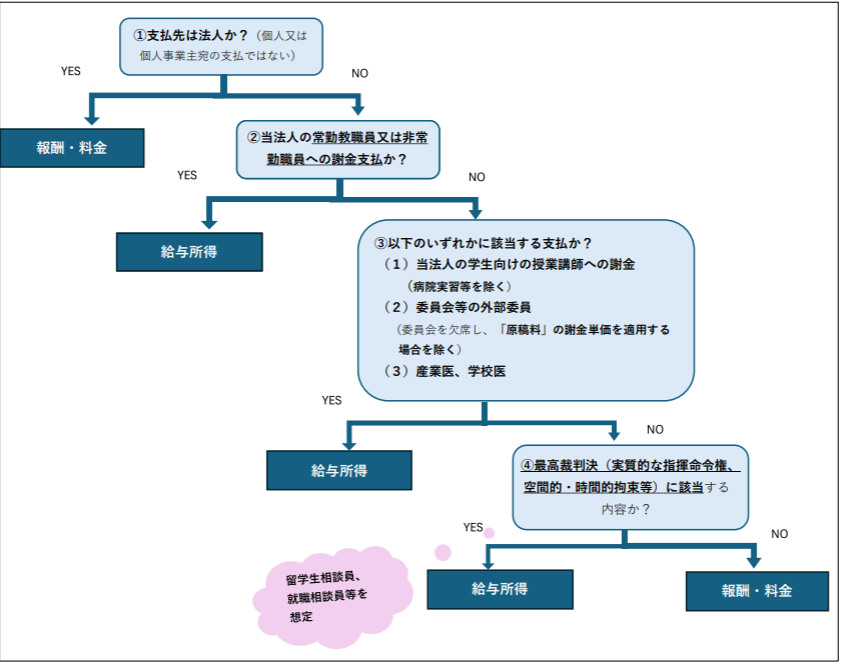 ①支払先は法人か？（個人又は
個人事業主宛の支払ではない）
YES
NO
報酬・料金
②当法人の常勤教職員又は非常
勤職員への謝金支払か？
YES
NO
給与所得
③以下のいずれかに該当する支払か？
（１）当法人の学生向けの授業講師への謝金
（病院実習等を除く）
（２）委員会等の外部委員
（委員会を欠席し、「原稿料」の謝金単価を適用する
場合を除く）
（３）産業医、学校医
YES
NO
給与所得
④最高裁判決（実質的な指揮命令権、
空間的・時間的拘束等）に該当する
内容か？
YES
NO
留学生相談員、
就職相談員等を
想定
給与所得
報酬・料金